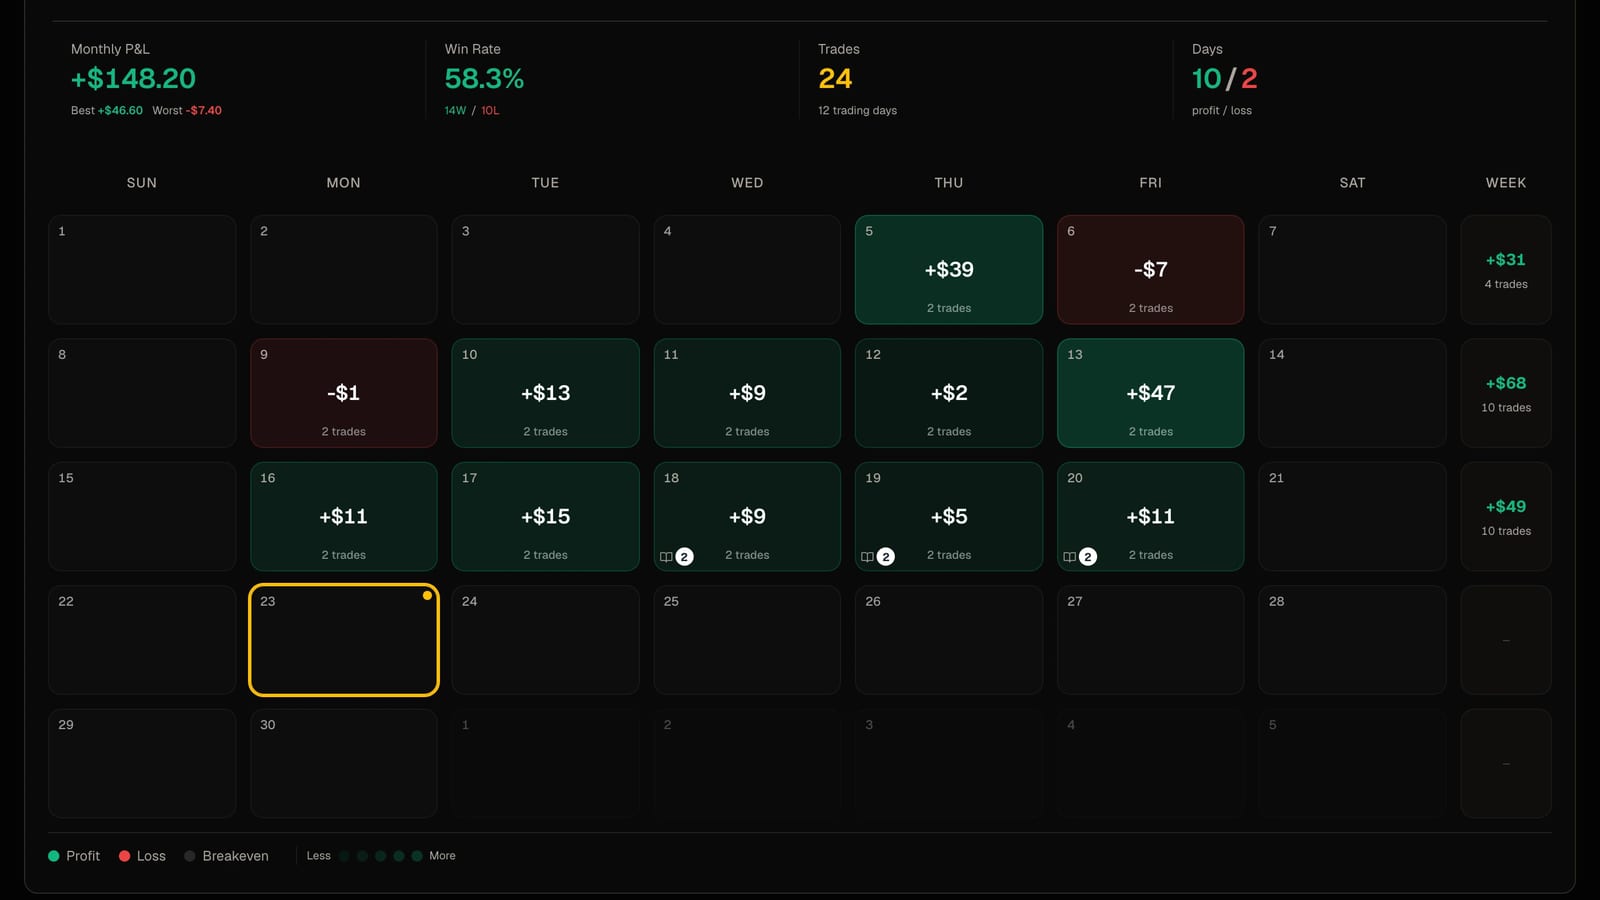 Monthly P&L Win Rate Trades Days
+$148.20 58.3% 24 10/2
Best +$46.60 Worst -$7.40 14W / 10L 12 trading days profit / loss
SUN MON TUE WED THU FRI SAT WEEK
1 2 3 4 5 6 7
+$39 -$7 +$31
2 trades 2 trades 4 trades
8 9 10 11 12 13 14
-$1 +$13 +$9 +$2 +$47 +$68
2 trades 2 trades 2 trades 2 trades 2 trades 10 trades
15 16 17 18 19 20 21
+$11 +$15 +$9 +$5 +$11 +$49
2 trades 2 trades 2 2 trades 2 2 trades 2 2 trades 10 trades
22 23 24 25 26 27 28
–
29 30 1 2 3 4 5
–
Profit Loss Breakeven Less More